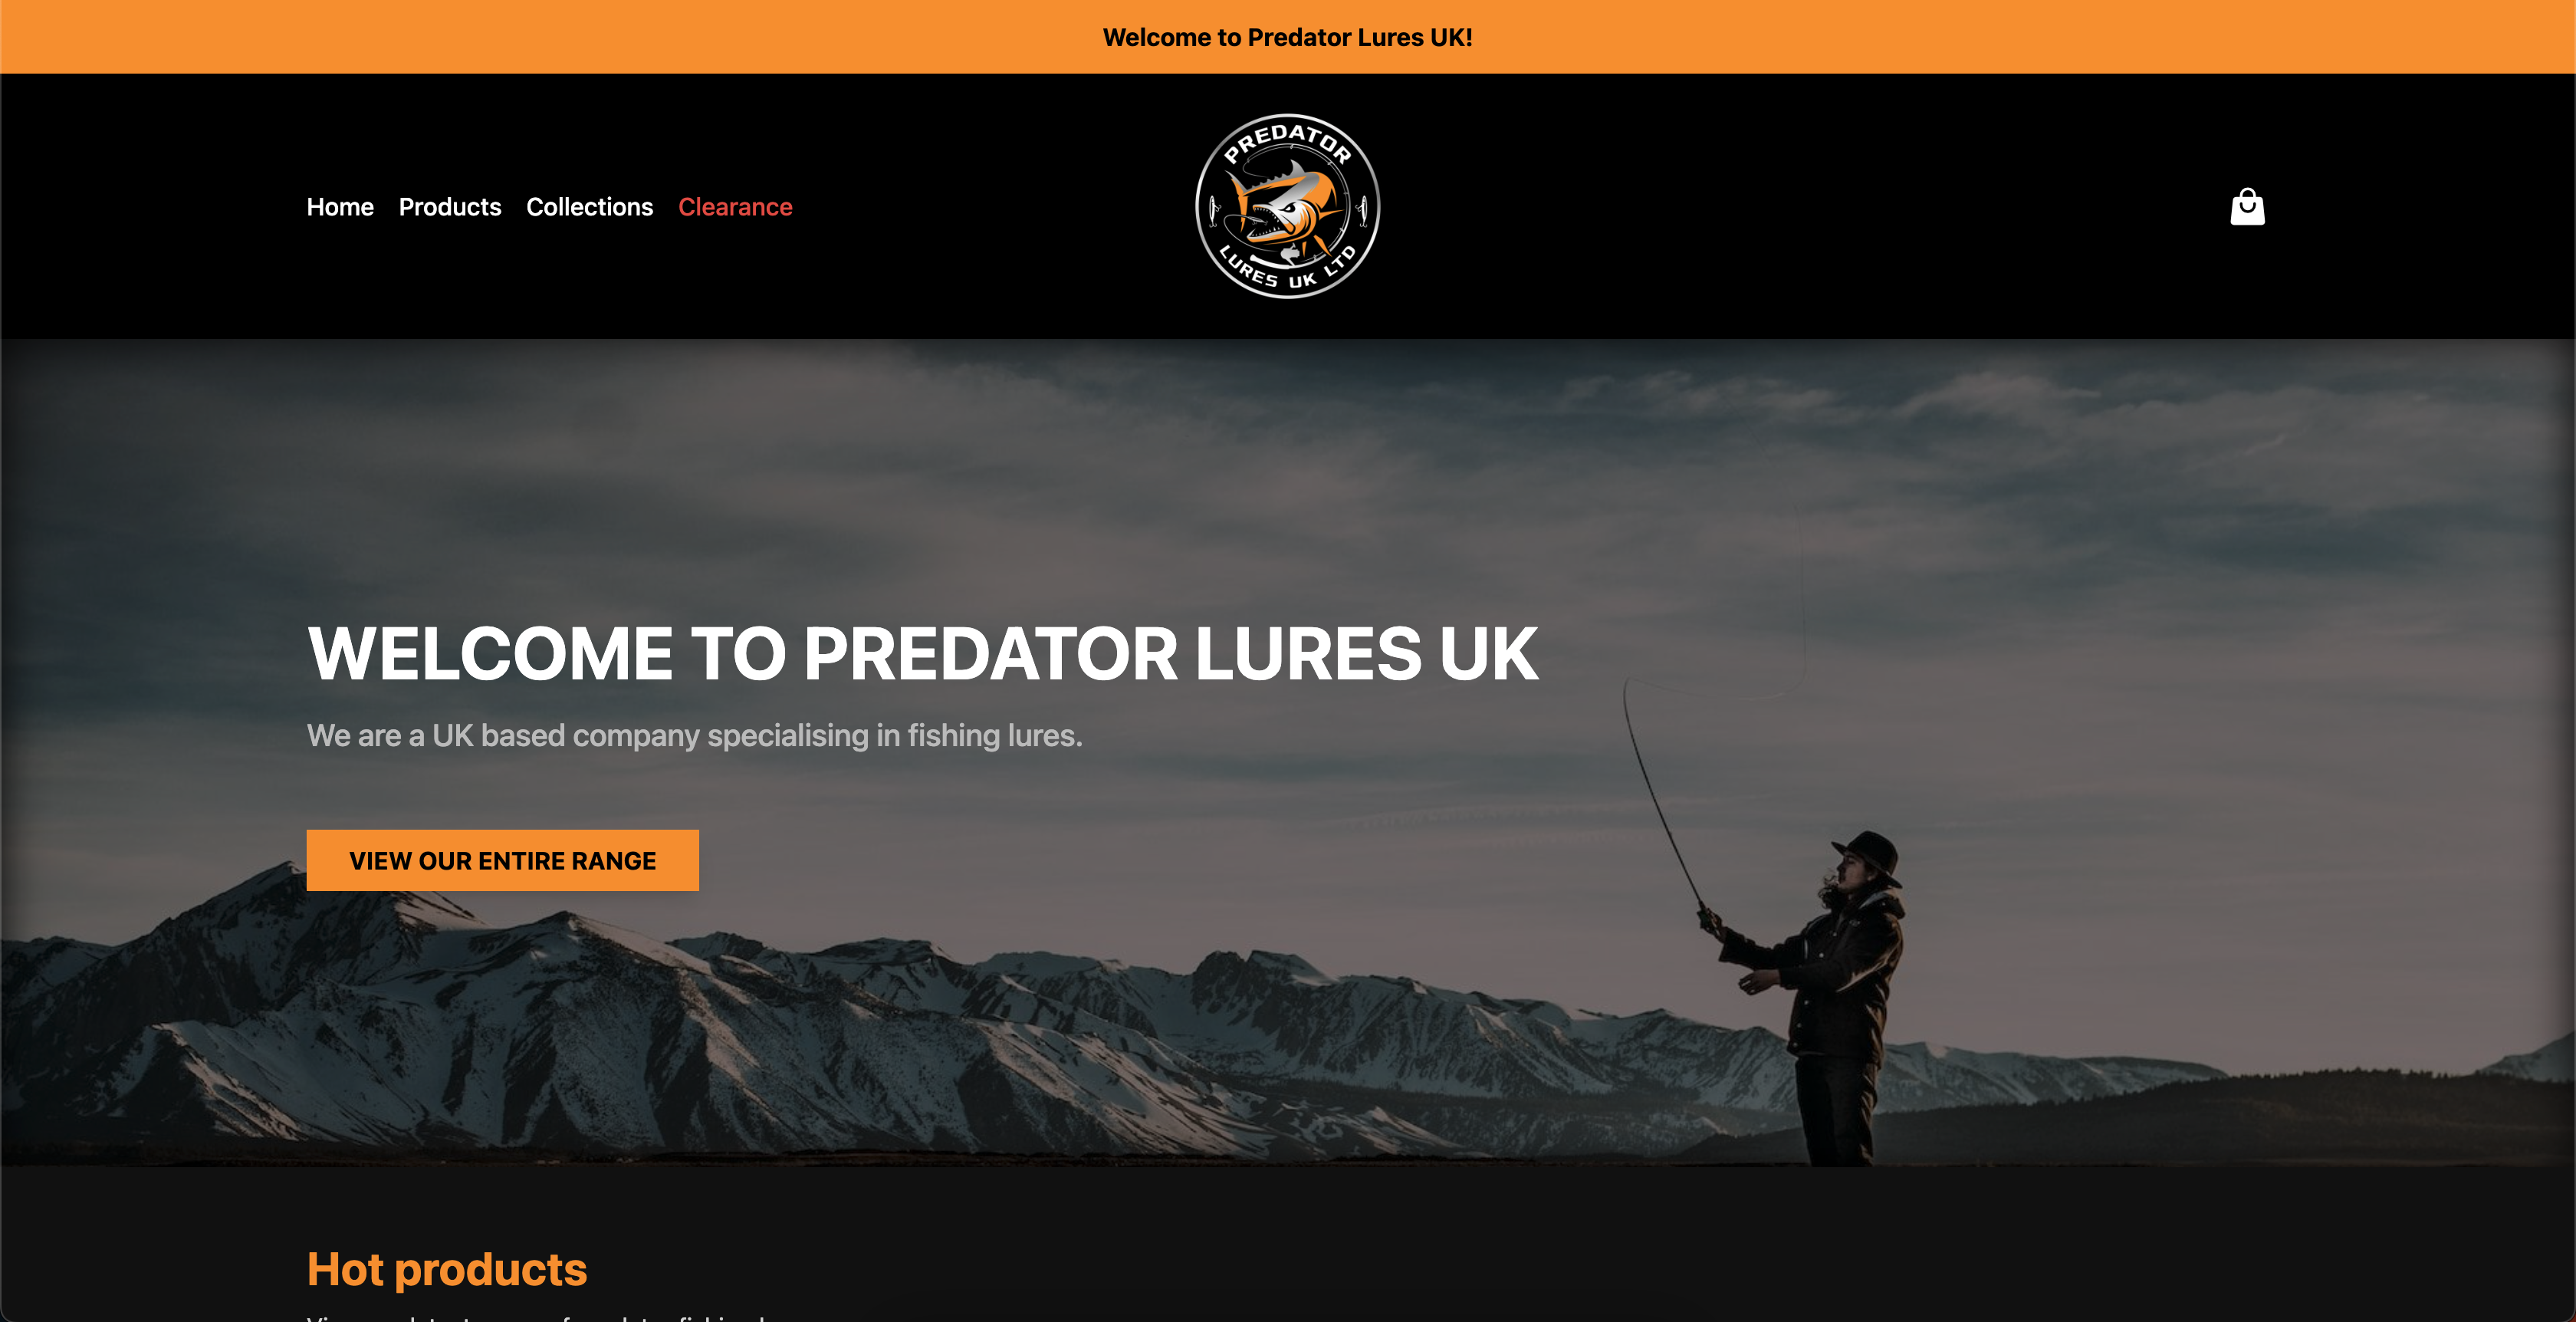 Welcome to Predator Lures UK!
Home Products Collections Clearance
PREDATOR
LURES UK LTD
WELCOME TO PREDATOR LURES UK
We are a UK based company specialising in fishing lures.
VIEW OUR ENTIRE RANGE
Hot products